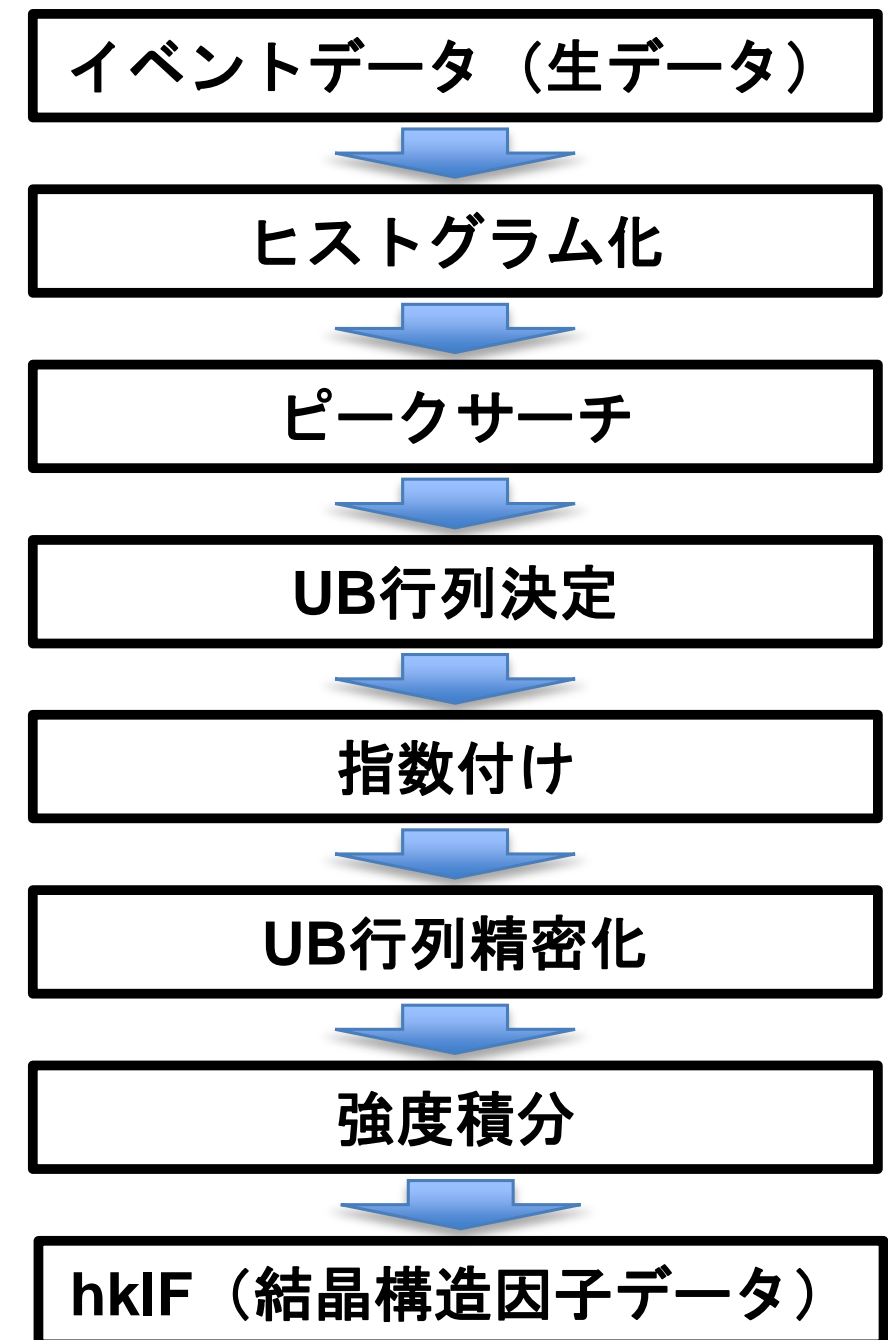 イベントデータ（生データ）
ヒストグラム化
ピークサーチ
UB行列決定
指数付け
UB行列精密化
強度積分
hklF（結晶構造因子データ）